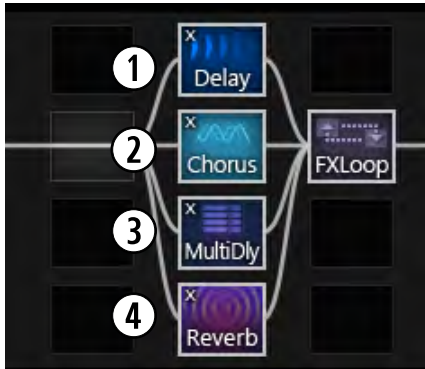 1
X
Delay
2
X
Chorus
FXLoop
3
X
MultiDly
4
X
Reverb